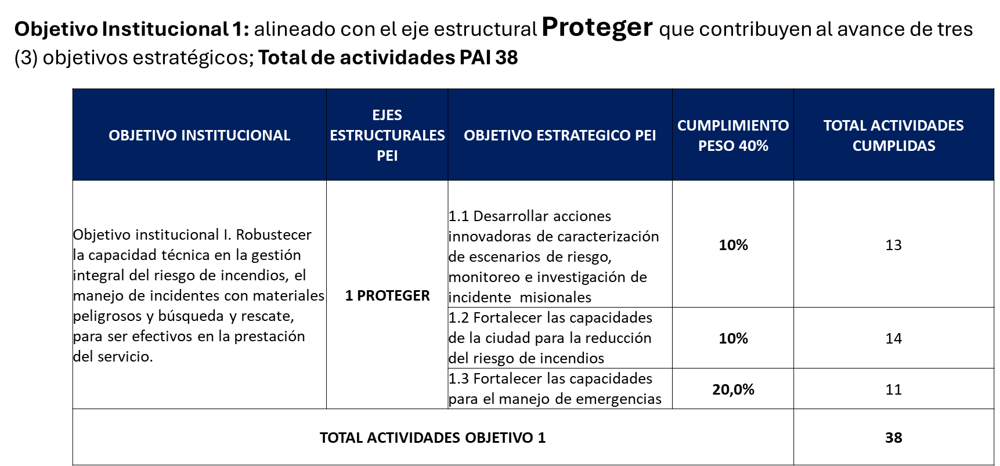 Objetivo Institucional 1: alineado con el eje estructural Proteger que contribuyen al avance de tres
(3) objetivos estratégicos; Total de actividades PAI 38
OBJETIVO INSTITUCIONAL
EJES
ESTRUCTURALES
PEI
OBJETIVO ESTRATEGICO PEI
CUMPLIMIENTO
PESO 40%
TOTAL ACTIVIDADES
CUMPLIDAS
Objetivo institucional I. Robustecer
la capacidad técnica en la gestión
integral del riesgo de incendios, el
manejo de incidentes con materiales
peligrosos y búsqueda y rescate,
para ser efectivos en la prestación
del servicio.
1 PROTEGER
1.1 Desarrollar acciones
innovadoras de caracterización
de escenarios de riesgo,
monitoreo e investigación de
incidente  misionales
10%
13
1.2 Fortalecer las capacidades
de la ciudad para la reducción
del riesgo de incendios
10%
14
1.3 Fortalecer las capacidades
para el manejo de emergencias
20,0%
11
TOTAL ACTIVIDADES OBJETIVO 1
38